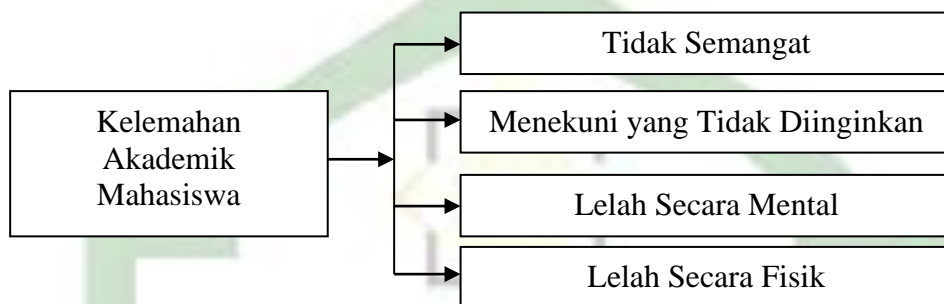 Kelemahan
Akademik
Mahasiswa
Tidak Semangat
Menekuni yang Tidak Diinginkan
Lelah Secara Mental
Lelah Secara Fisik